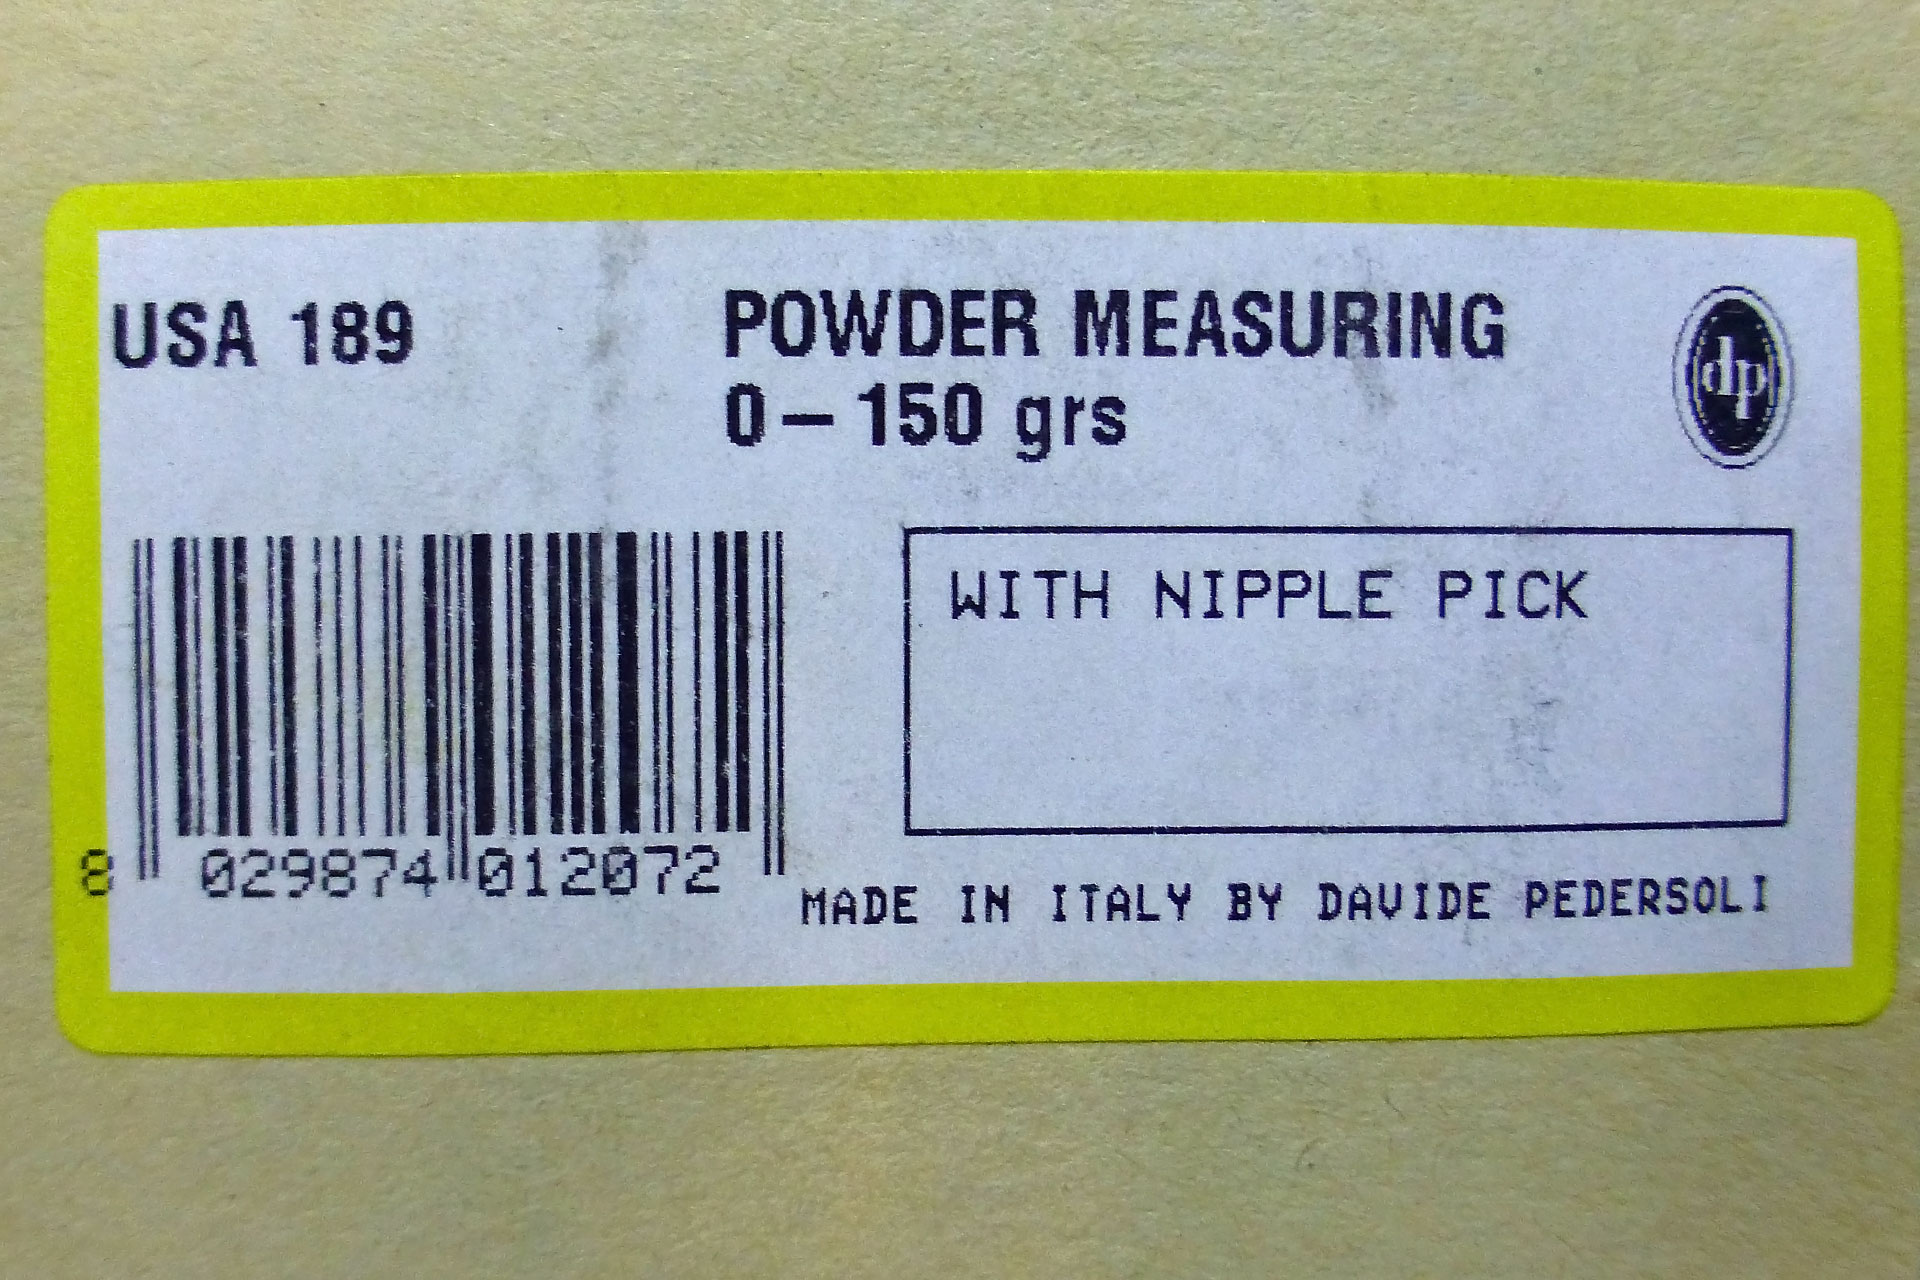 USA 189
POWDER MEASURING
0 – 150 grs
dp
WITH NIPPLE PICK
8 029874 012072
MADE IN ITALY BY DAVIDE PEDERSOLI